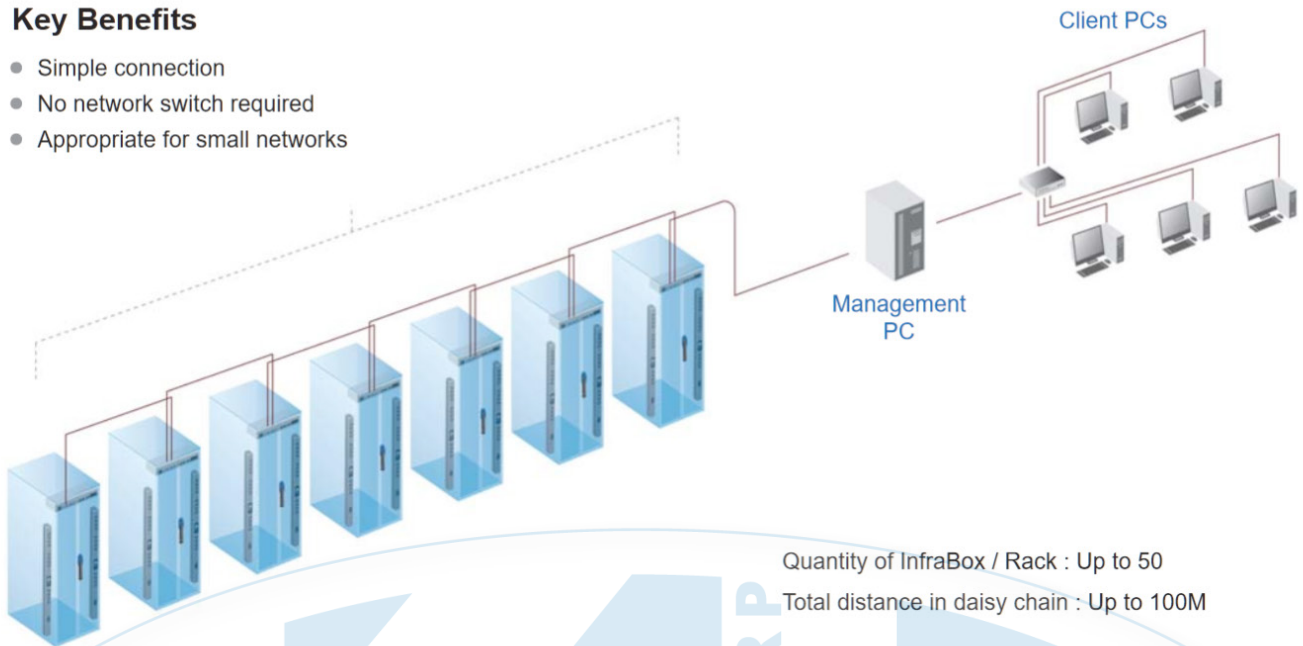 Key Benefits
Simple connection
No network switch required
Appropriate for small networks
Client PCs
Management
PC
Quantity of InfraBox / Rack : Up to 50
Total distance in daisy chain : Up to 100M
RP